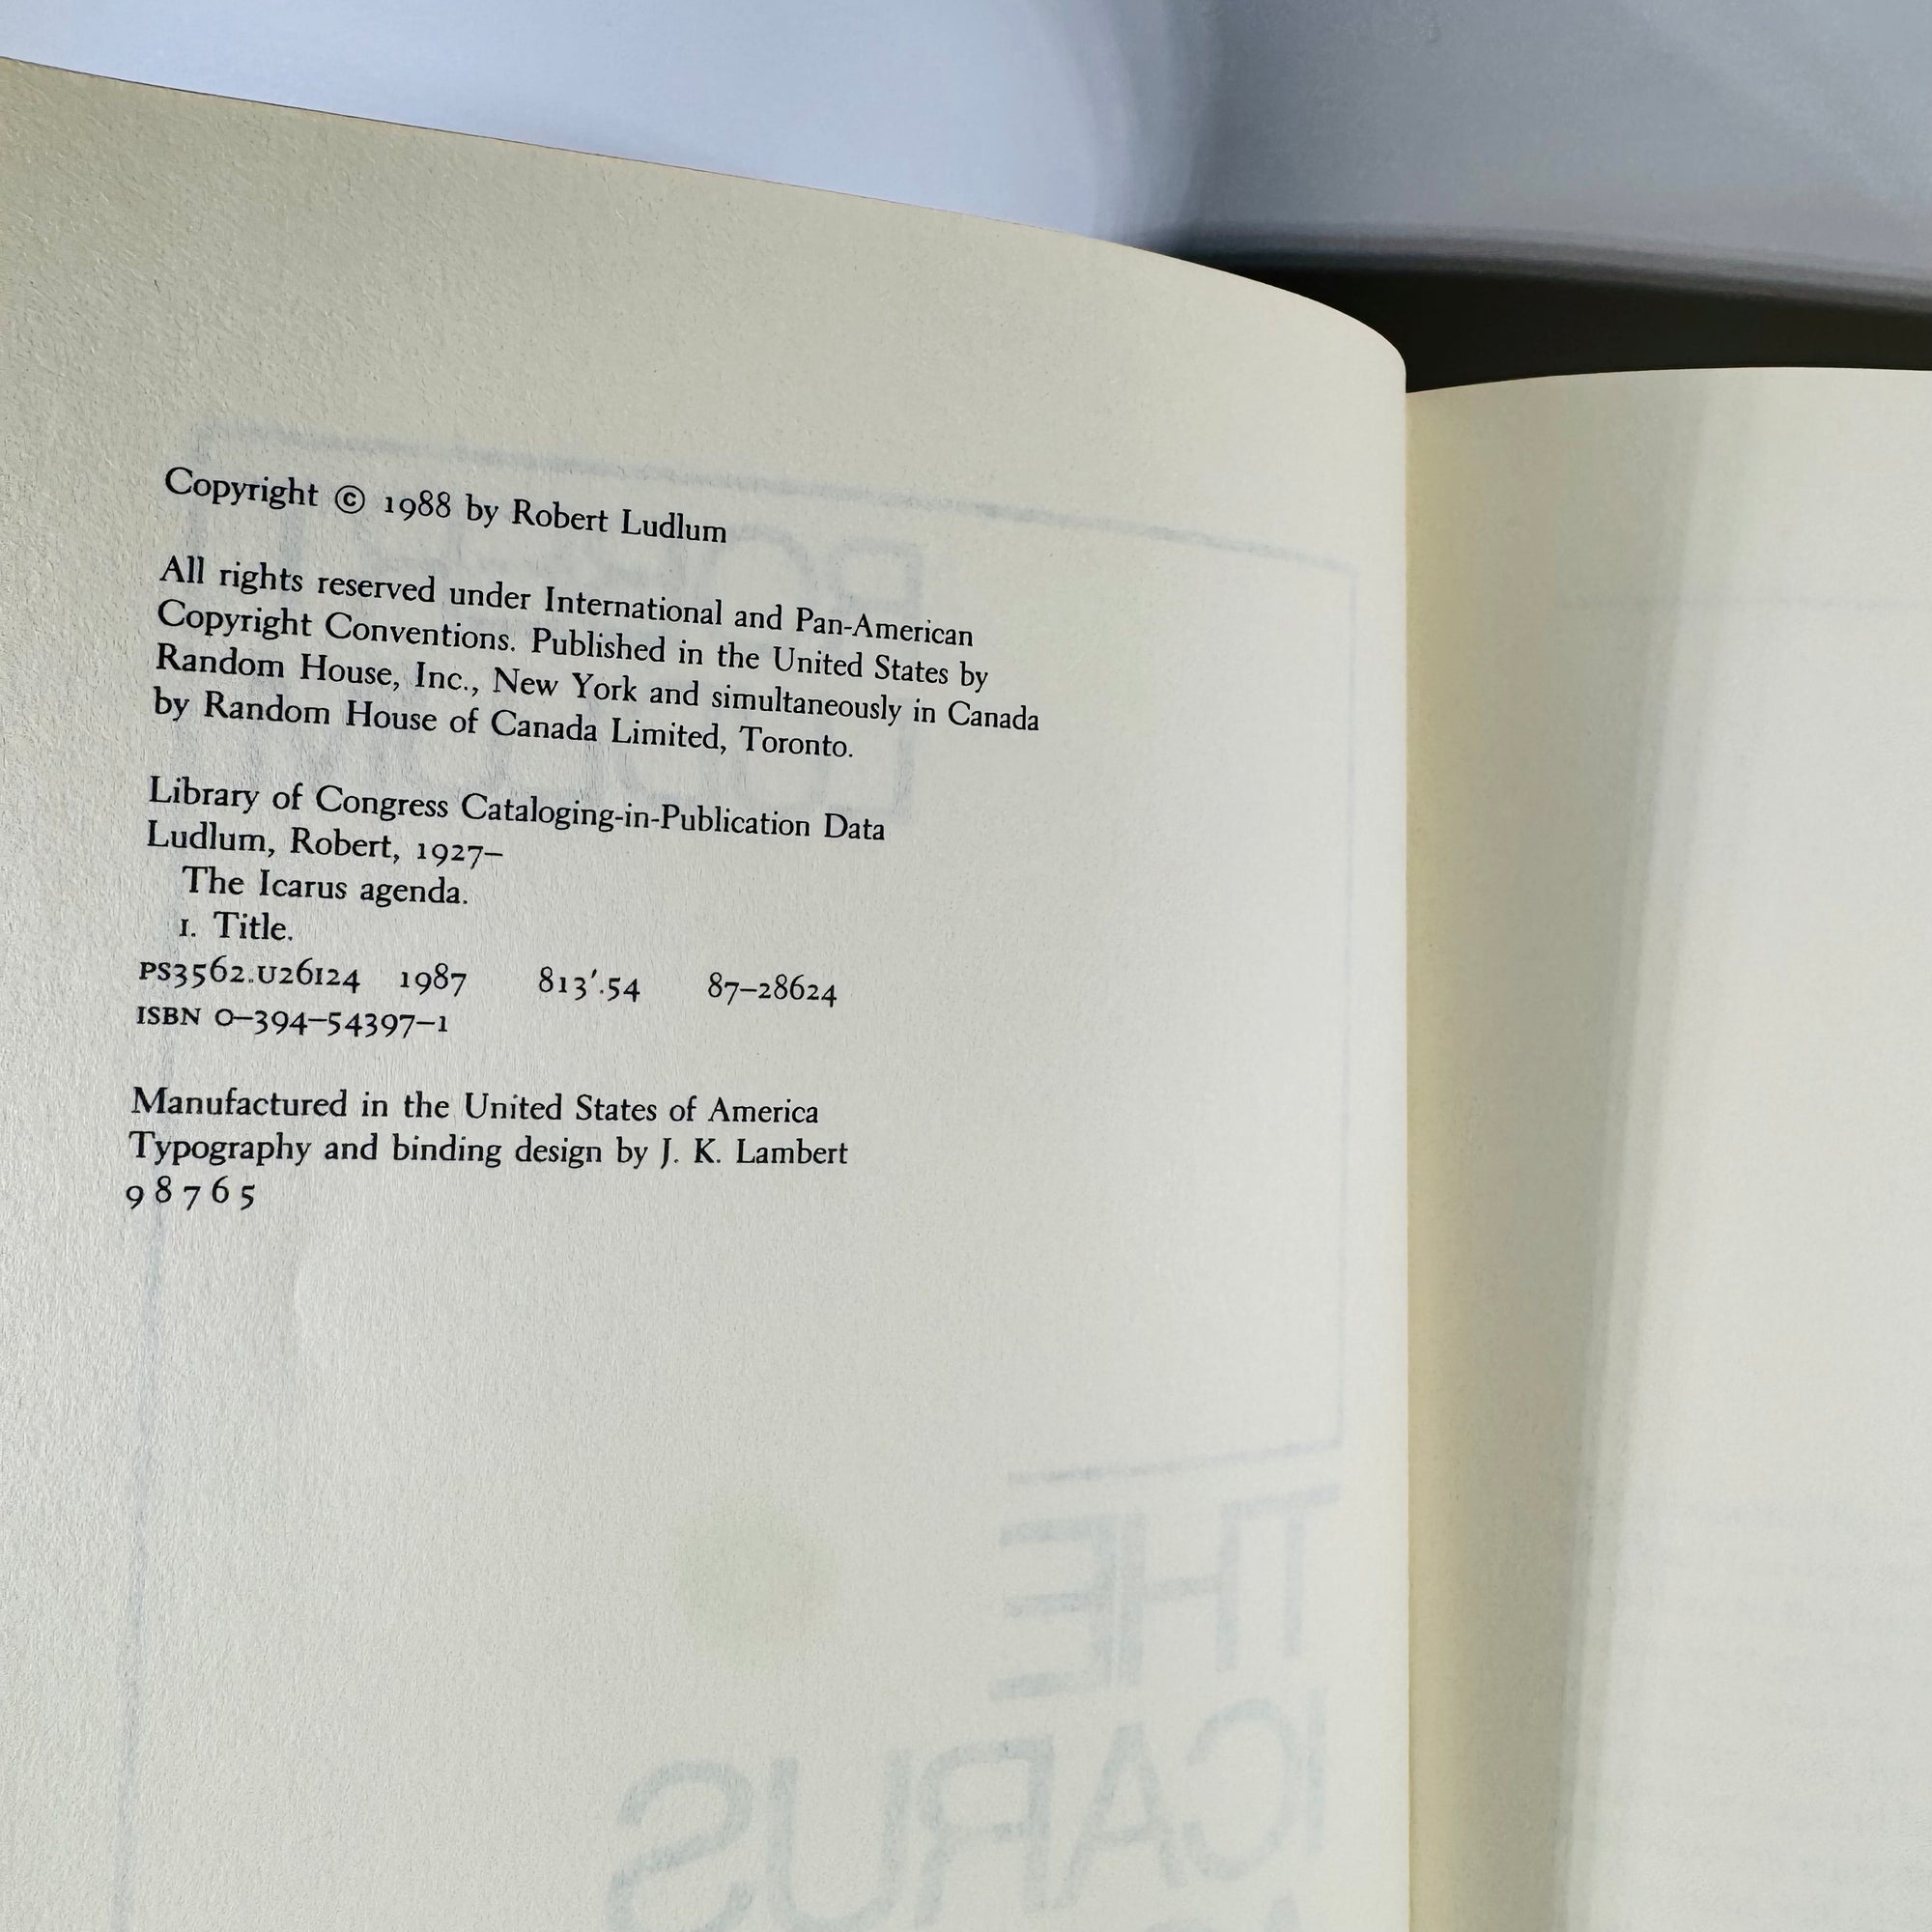 Copyright © 1988 by Robert Ludlum
All rights reserved under International and Pan-American
Copyright Conventions. Published in the United States by
Random House, Inc., New York and simultaneously in Canada
by Random House of Canada Limited, Toronto.
Library of Congress Cataloging-in-Publication Data
Ludlum, Robert, 1927–
The Icarus agenda.
1. Title.
PS3562.U26I24 1987 813'.54 87–28624
ISBN 0–394–54397–1
Manufactured in the United States of America
Typography and binding design by J. K. Lambert
9 8 7 6 5
THE
ICARUS